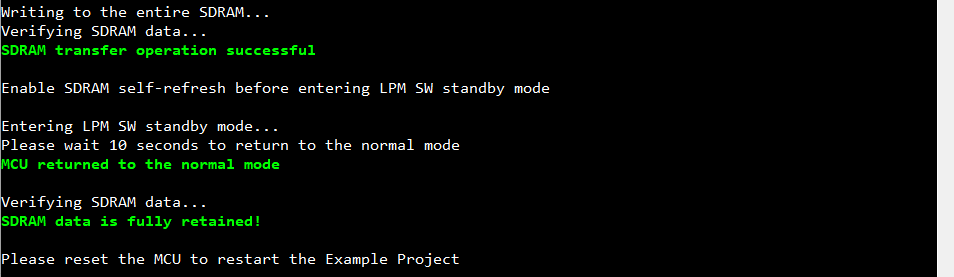 Writing to the entire SDRAM...
Verifying SDRAM data...
SDRAM transfer operation successful
Enable SDRAM self-refresh before entering LPM SW standby mode
Entering LPM SW standby mode...
Please wait 10 seconds to return to the normal mode
MCU returned to the normal mode
Verifying SDRAM data...
SDRAM data is fully retained!
Please reset the MCU to restart the Example Project